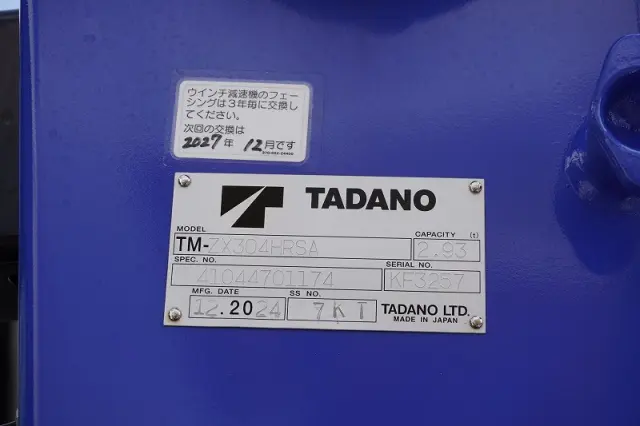 ウインチ減速機のフェー
シングは3年毎に交換し
てください。
次回の交換は
2027年 12月です
TADANO
MODEL CAPACITY (t)
TM-ZX304HRSA 2.93
SPEC. NO. SERIAL NO.
41044701174 KF3257
MFG. DATE SS NO.
12.2024 7KT TADANO LTD.
MADE IN JAPAN